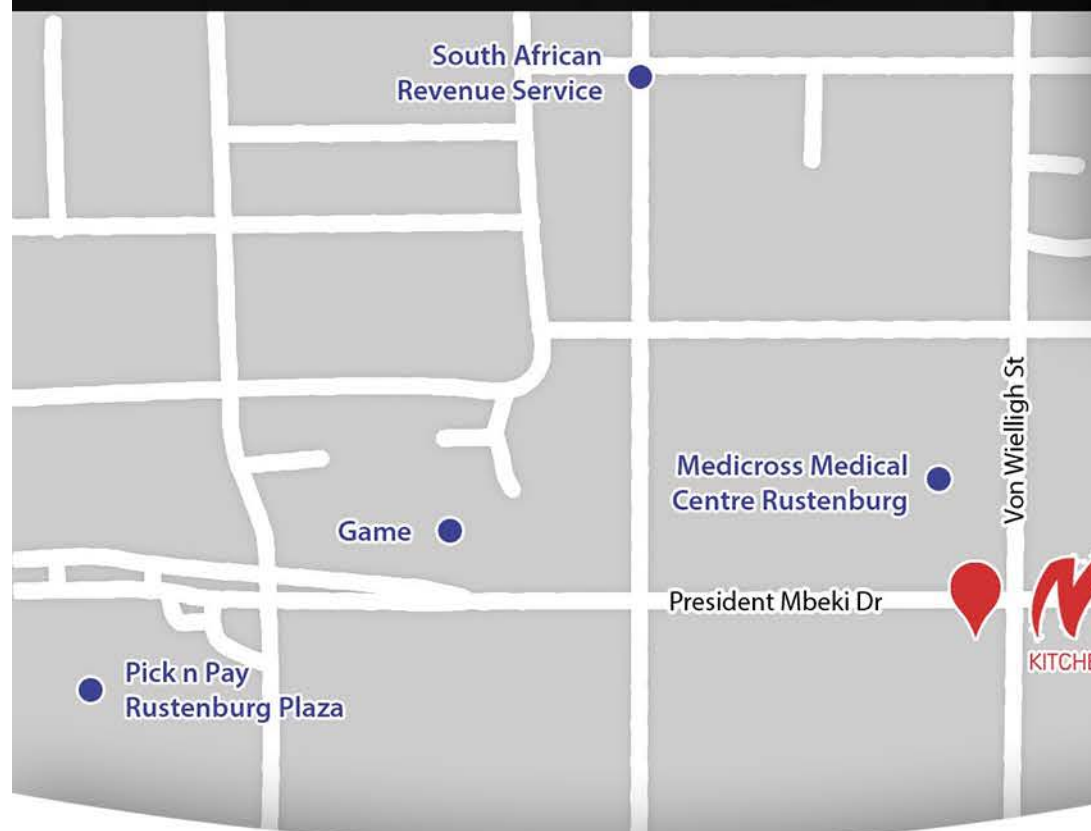 South African
Revenue Service
Von Wielligh St
Medicross Medical
Centre Rustenburg
Game
President Mbeki Dr
Pick n Pay
Rustenburg Plaza